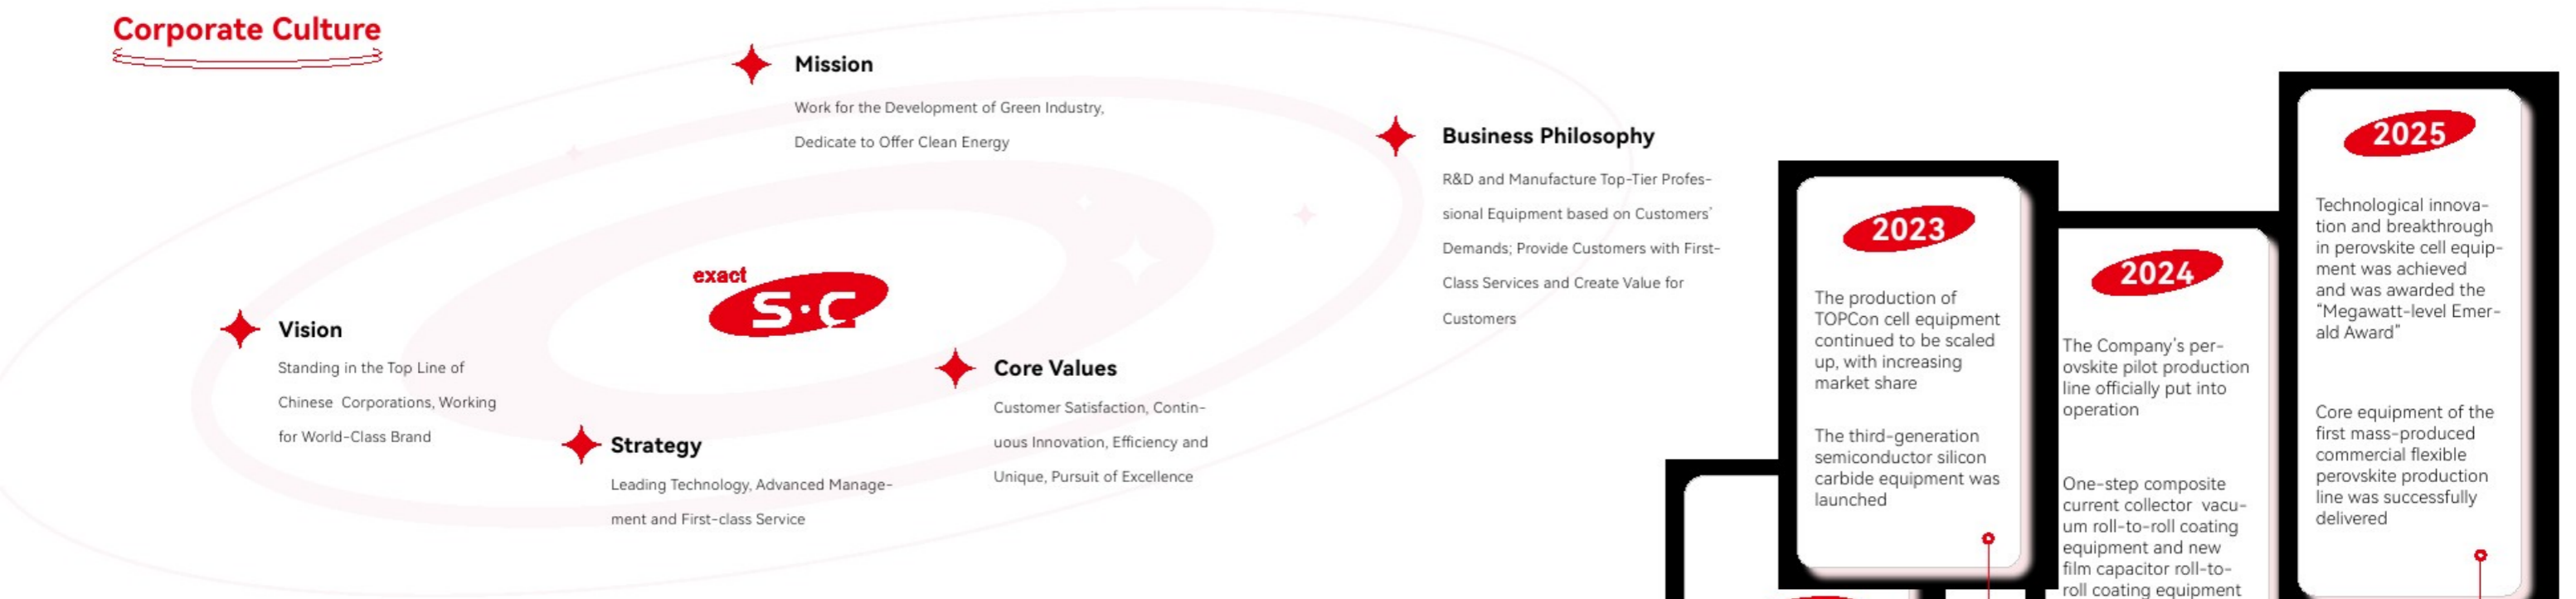 Corporate Culture
Mission
Work for the Development of Green Industry,
Dedicate to Offer Clean Energy
Business Philosophy
R&D and Manufacture Top-Tier Profes-
sional Equipment based on Customers'
Demands; Provide Customers with First-
Class Services and Create Value for
Customers
exact
S·C
Vision
Standing in the Top Line of
Chinese Corporations, Working
for World-Class Brand
Strategy
Leading Technology, Advanced Manage-
ment and First-class Service
Core Values
Customer Satisfaction, Contin-
uous Innovation, Efficiency and
Unique, Pursuit of Excellence
2023
The production of
TOPCon cell equipment
continued to be scaled
up, with increasing
market share
The third-generation
semiconductor silicon
carbide equipment was
launched
2024
The Company's per-
ovskite pilot production
line officially put into
operation
One-step composite
current collector vacu-
um roll-to-roll coating
equipment and new
film capacitor roll-to-
roll coating equipment
2025
Technological innova-
tion and breakthrough
in perovskite cell equip-
ment was achieved
and was awarded the
“Megawatt-level Emer-
ald Award”
Core equipment of the
first mass-produced
commercial flexible
perovskite production
line was successfully
delivered